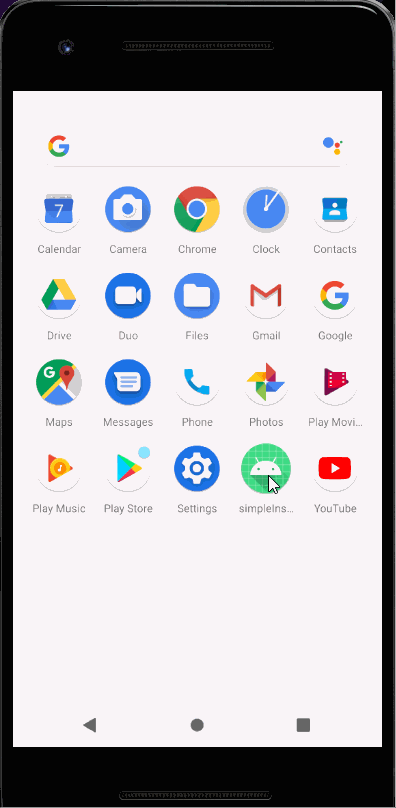 Calendar Camera Chrome Clock Contacts
Drive Duo Files Gmail Google
Maps Messages Phone Photos Play Movi...
Play Music Play Store Settings simpleIns... YouTube